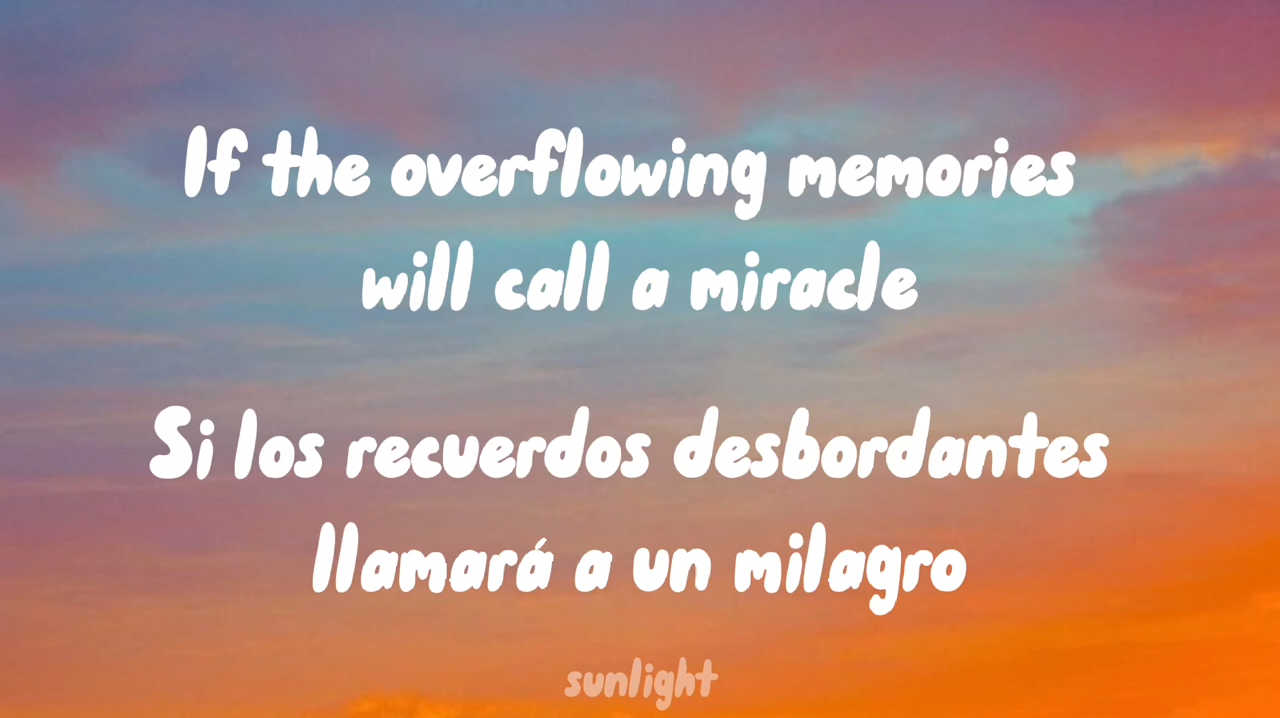 If the overflowing memories
will call a miracle
Si los recuerdos desbordantes
llamará a un milagro
sunlight